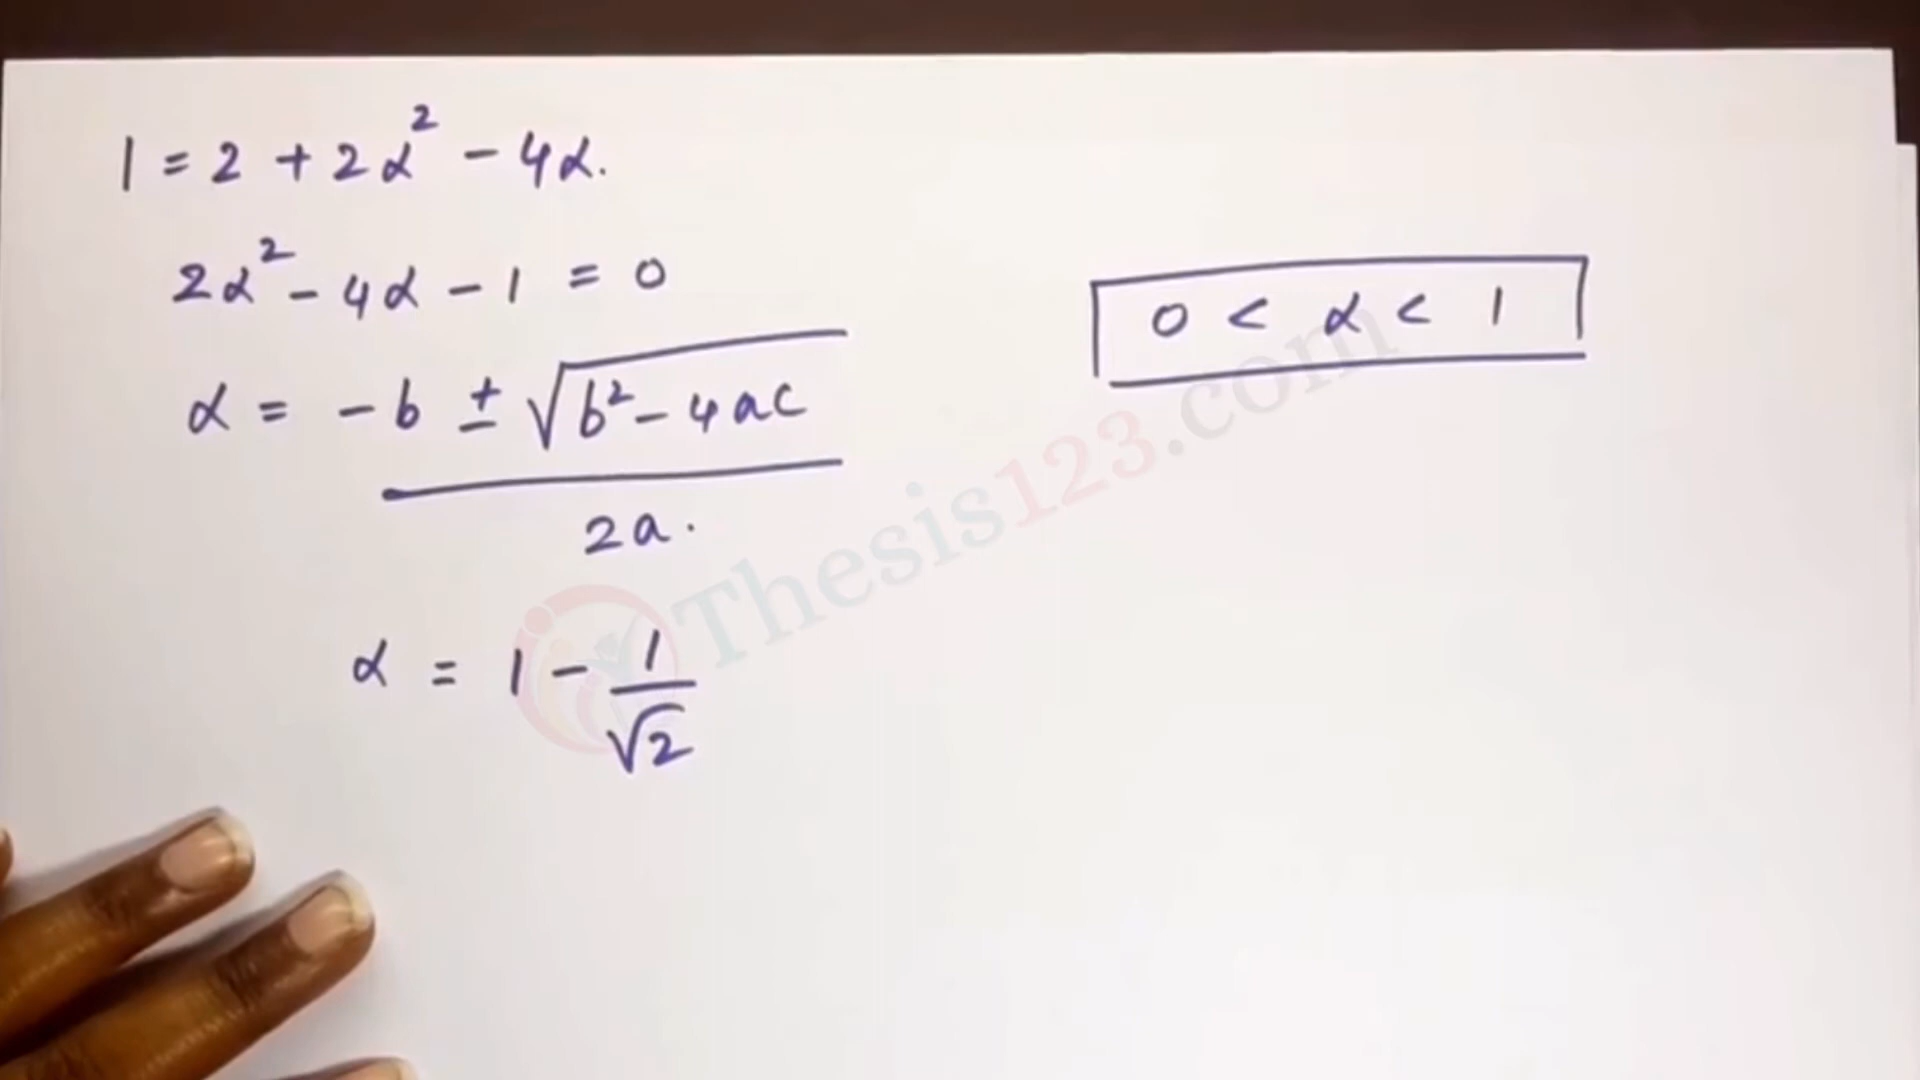 1 = 2 + 2α² - 4α.
2α² - 4α - 1 = 0
0 < α < 1
α = -b ± √b² - 4ac
2a.
α = 1 - 1/√2
Thesis123.com